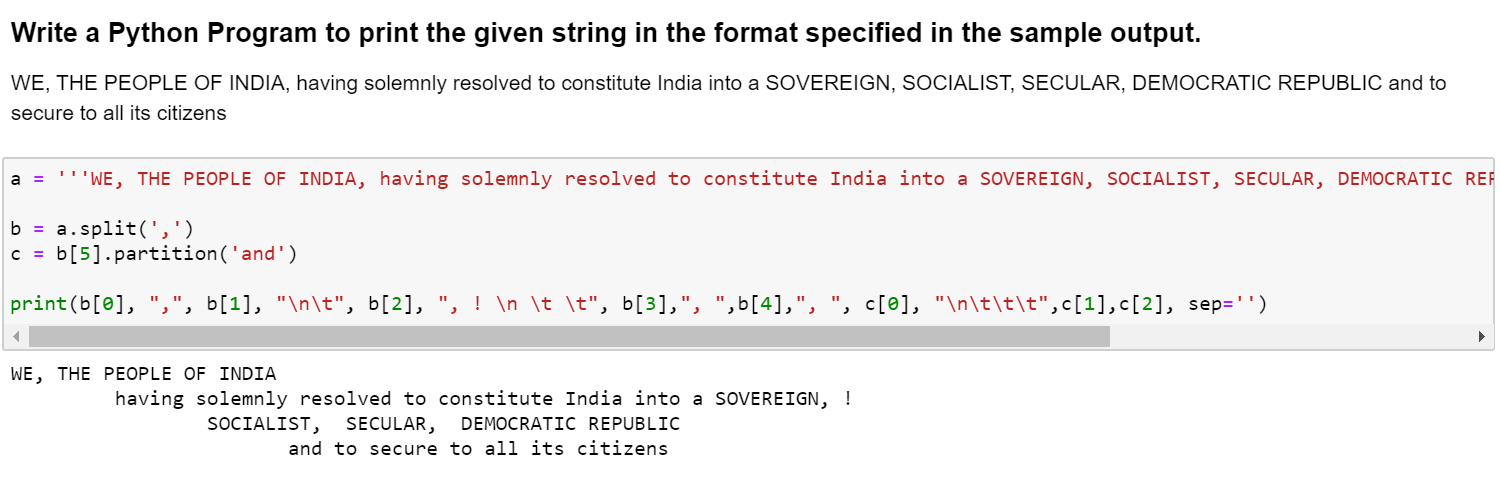 Write a Python Program to print the given string in the format specified in the sample output.
WE, THE PEOPLE OF INDIA, having solemnly resolved to constitute India into a SOVEREIGN, SOCIALIST, SECULAR, DEMOCRATIC REPUBLIC and to
secure to all its citizens
a = '''WE, THE PEOPLE OF INDIA, having solemnly resolved to constitute India into a SOVEREIGN, SOCIALIST, SECULAR, DEMOCRATIC
b = a.split(',')
c = b[5].partition('and')
print(b[0], ",", b[1], "\n\t", b[2], ", ! \n \t \t", b[3],", ",b[4],", ", c[0], "\n\t\t\t",c[1],c[2], sep='')
WE, THE PEOPLE OF INDIA
having solemnly resolved to constitute India into a SOVEREIGN, !
SOCIALIST,  SECULAR,  DEMOCRATIC REPUBLIC
and to secure to all its citizens